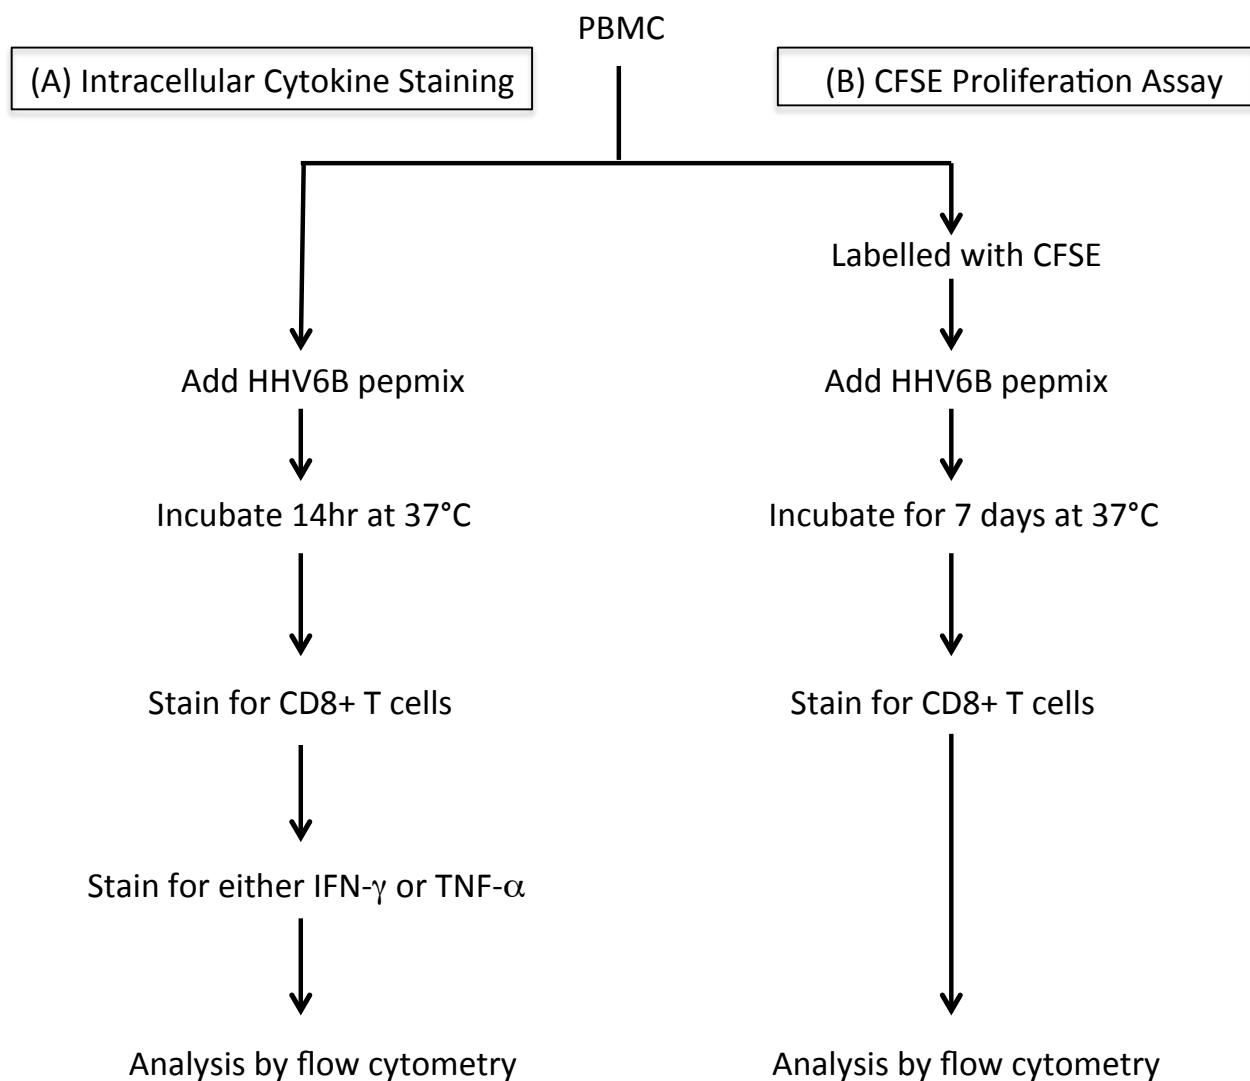 PBMC
(A) Intracellular Cytokine Staining
(B) CFSE Proliferation Assay
Labelled with CFSE
Add HHV6B pepmix
Add HHV6B pepmix
Incubate 14hr at 37°C
Incubate for 7 days at 37°C
Stain for CD8+ T cells
Stain for CD8+ T cells
Stain for either IFN-γ or TNF-α
Analysis by flow cytometry
Analysis by flow cytometry